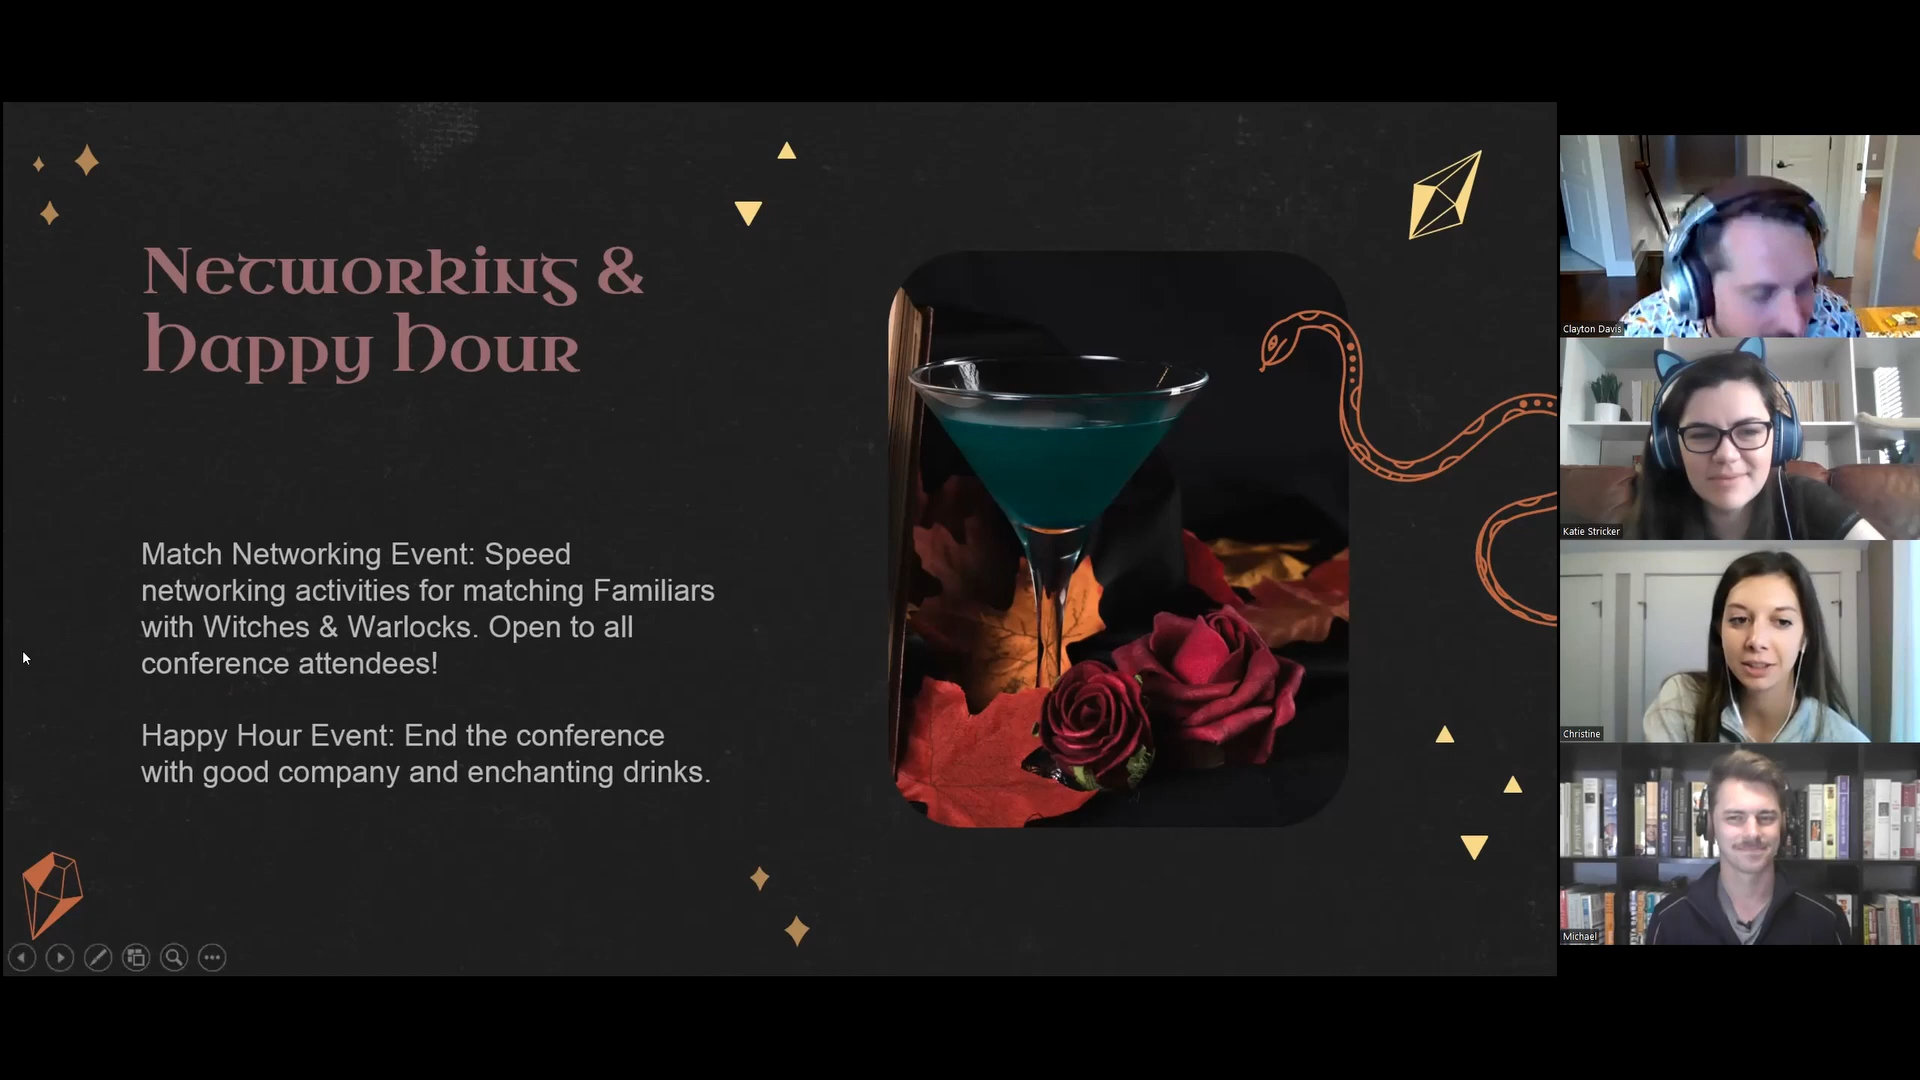 Networking &
Happy Hour
Match Networking Event: Speed
networking activities for matching Familiars
with Witches & Warlocks. Open to all
conference attendees!
Happy Hour Event: End the conference
with good company and enchanting drinks.
Clayton Davis
Katie Stricker
Christine
Michael